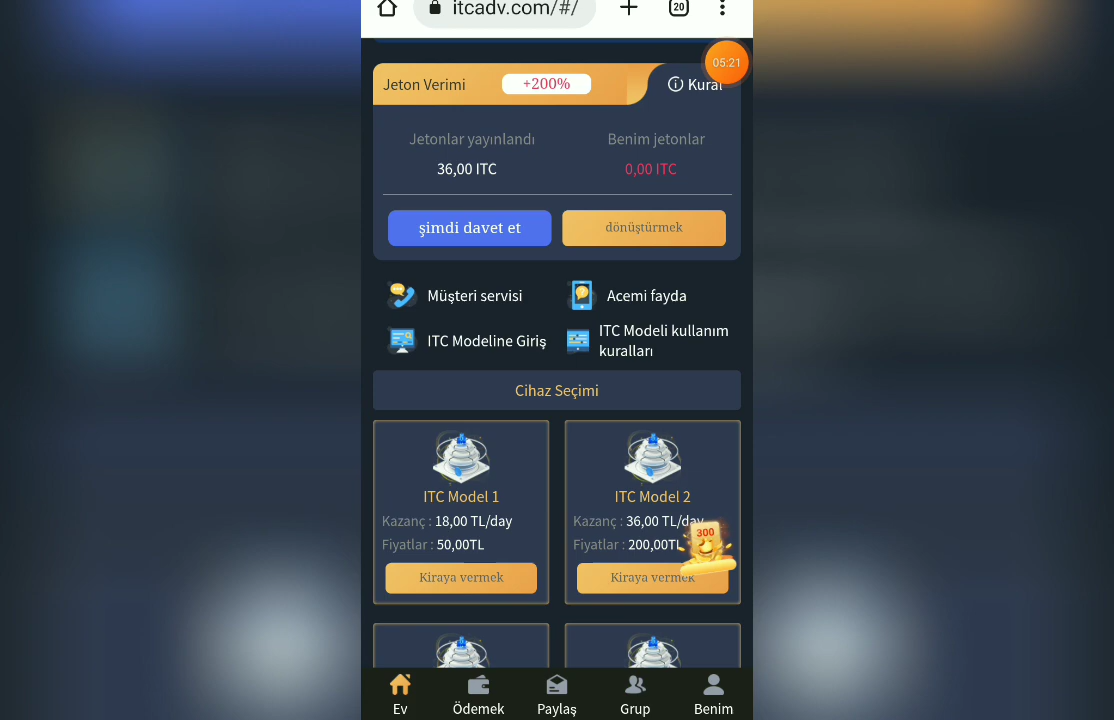 itcadv.com/#/
20
05:21
Jeton Verimi
+200%
Kural
Jetonlar yayınlandı
Benim jetonlar
36,00 ITC
0,00 ITC
şimdi davet et
dönüştürmek
Müşteri servisi
Acemi fayda
ITC Modeline Giriş
ITC Modeli kullanım
kuralları
Cihaz Seçimi
ITC Model 1
ITC Model 2
Kazanç : 18,00 TL/day
Kazanç : 36,00 TL/day
300
Fiyatlar : 50,00TL
Fiyatlar : 200,00TL
Kiraya vermek
Kiraya vermek
Ev
Ödemek
Paylaş
Grup
Benim